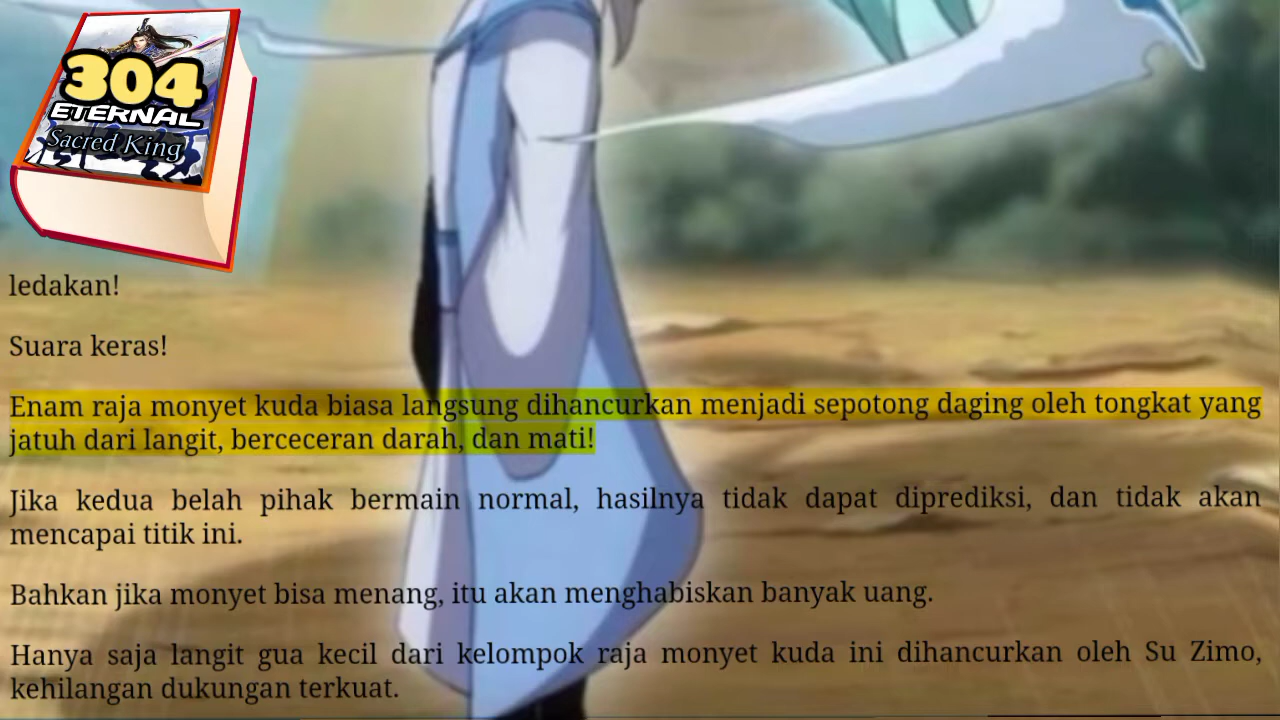 304
ETERNAL
Sacred King
ledakan!
Suara keras!
Enam raja monyet kuda biasa langsung dihancurkan menjadi sepotong daging oleh tongkat yang
jatuh dari langit, berceceran darah, dan mati!
Jika kedua belah pihak bermain normal, hasilnya tidak dapat diprediksi, dan tidak akan
mencapai titik ini.
Bahkan jika monyet bisa menang, itu akan menghabiskan banyak uang.
Hanya saja langit gua kecil dari kelompok raja monyet kuda ini dihancurkan oleh Su Zimo,
kehilangan dukungan terkuat.